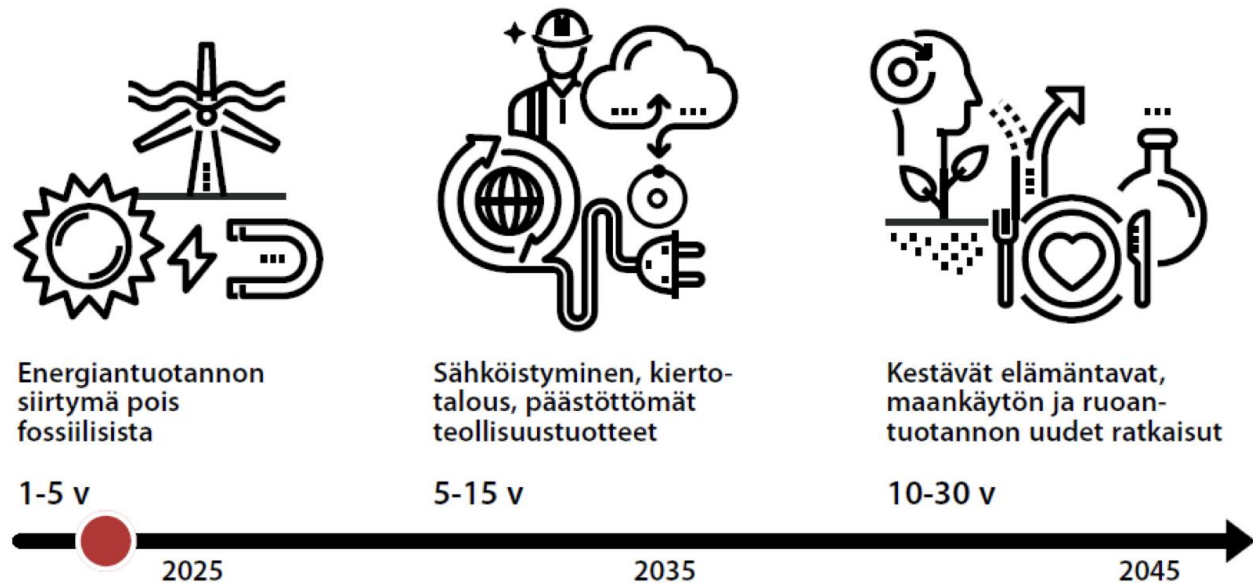 Energiantuotannon
siirtymä pois
fossiilisista
1-5 v
Sähköistyminen, kierto-
talous, päästöttömät
teollisuustuotteet
5-15 v
Kestävät elämäntavat,
maankäytön ja ruoan-
tuotannon uudet ratkaisut
10-30 v
2025
2035
2045